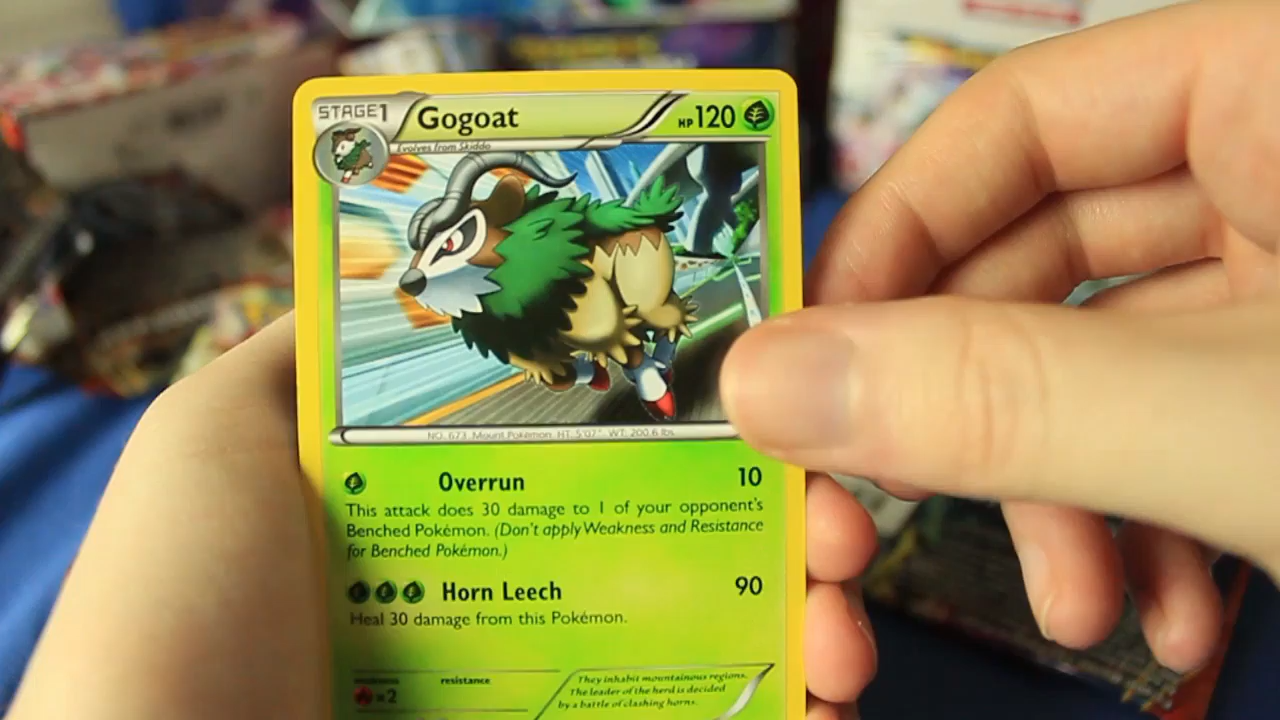 STAGE1
Gogoat
HP 120
Evolves from Skiddo
NO. 673 Mount Pokémon HT: 5'07" WT: 200.6 lbs
Overrun 10
This attack does 30 damage to 1 of your opponent's
Benched Pokémon. (Don't apply Weakness and Resistance
for Benched Pokémon.)
Horn Leech 90
Heal 30 damage from this Pokémon.
weakness resistance
×2
They inhabit mountainous regions.
The leader of the herd is decided
by a battle of clashing horns.